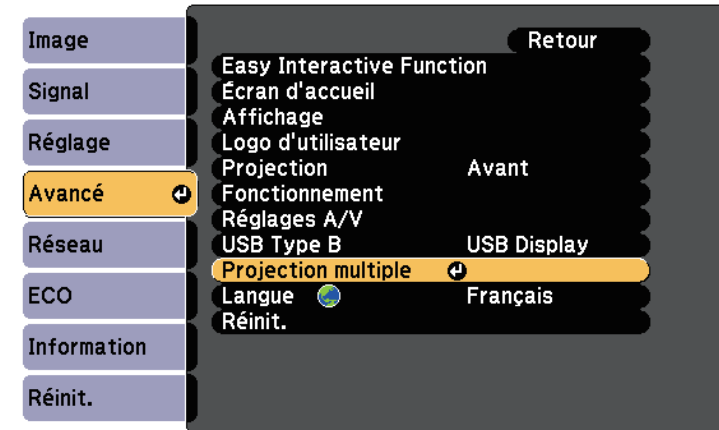 Image
Signal
Réglage
Avancé
Réseau
ECO
Information
Réinit.
Retour
Easy Interactive Function
Écran d'accueil
Affichage
Logo d'utilisateur
Projection Avant
Fonctionnement
Réglages A/V
USB Type B USB Display
Projection multiple
Langue Français
Réinit.